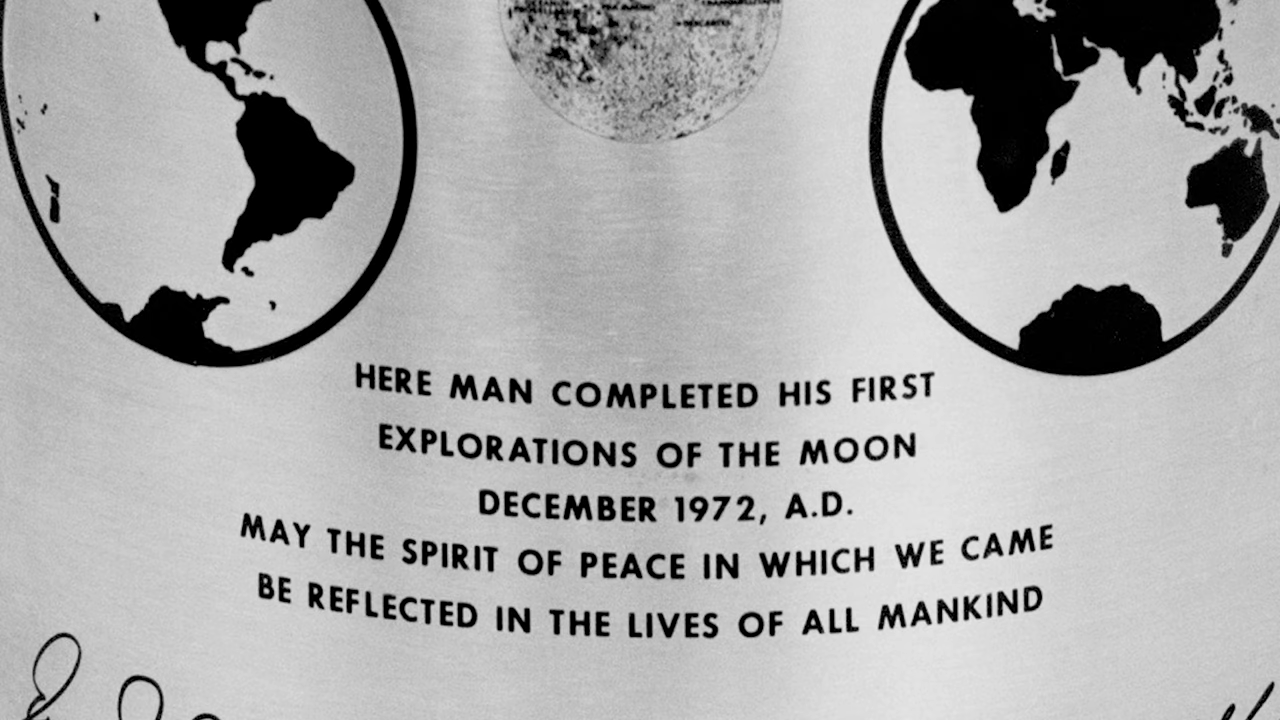 HERE MAN COMPLETED HIS FIRST
EXPLORATIONS OF THE MOON
DECEMBER 1972, A.D.
MAY THE SPIRIT OF PEACE IN WHICH WE CAME
BE REFLECTED IN THE LIVES OF ALL MANKIND